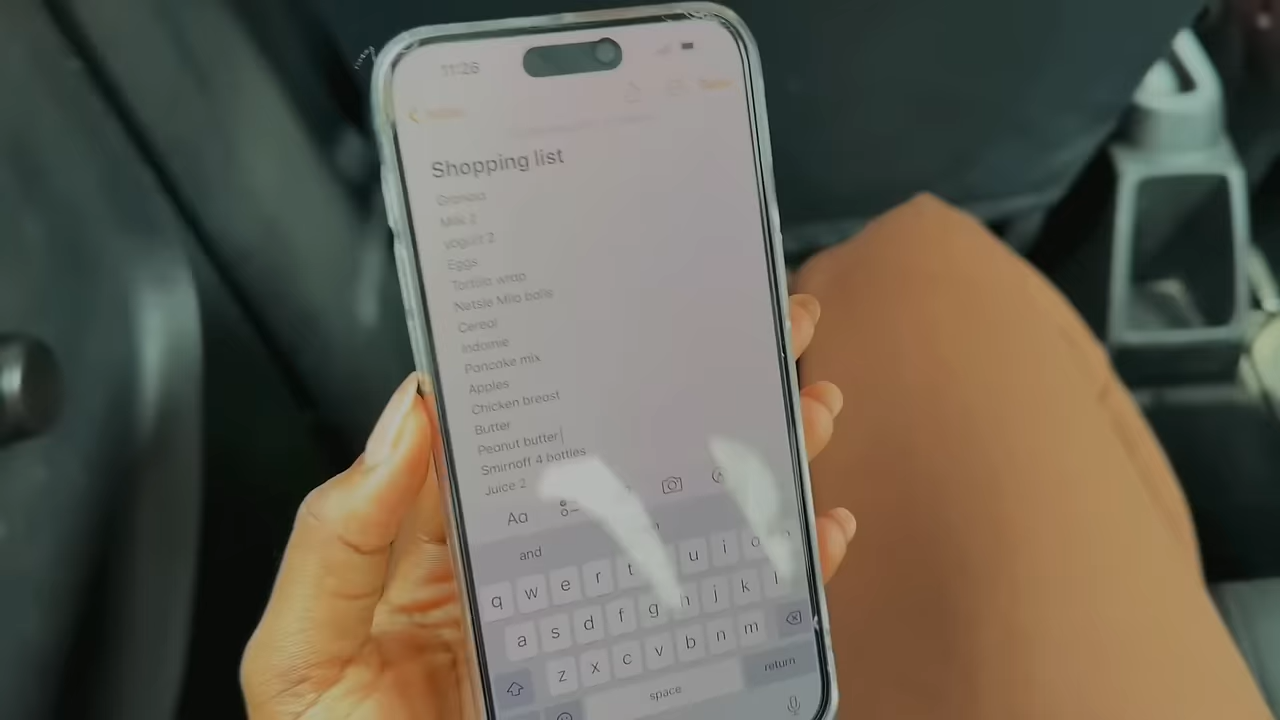 11:26
Shopping list
Granola
Milk 2
yogurt 2
Eggs
Tortilla wrap
Netsle Milo balls
Cereal
Indomie
Pancake mix
Apples
Chicken breast
Butter
Peanut butter
Smirnoff 4 bottles
Juice 2
Aa
and
q w e r t u i o
a s d f g h j k l
z x c v b n m
space return